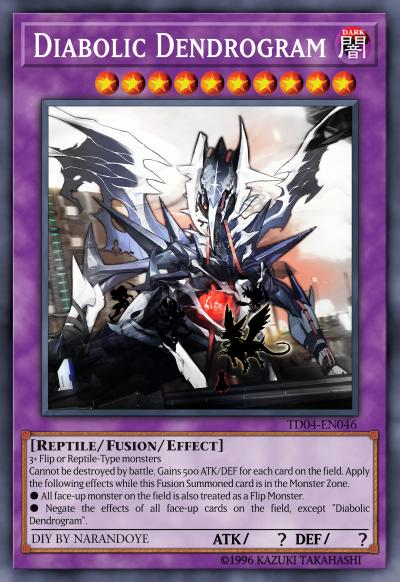 DIABOLIC DENDROGRAM
DARK
闇
TD04-EN046
[REPTILE/FUSION/EFFECT]
3+ Flip or Reptile-Type monsters
Cannot be destroyed by battle. Gains 500 ATK/DEF for each card on the field. Apply
the following effects while this Fusion Summoned card is in the Monster Zone.
● All face-up monster on the field is also treated as a Flip Monster.
● Negate the effects of all face-up cards on the field, except "Diabolic
Dendrogram".
DIY BY NARANDOYE ATK/ ? DEF/ ?
©1996 KAZUKI TAKAHASHI